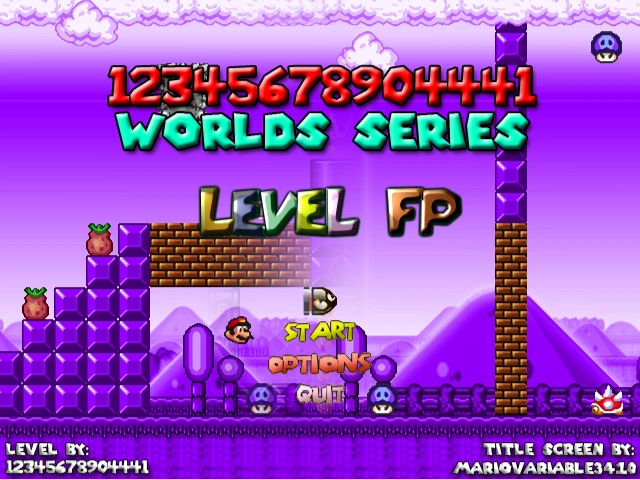 12345678904441
WORLDS SERIES
LEVEL FP
START
OPTIONS
QUIT
LEVEL BY:
12345678904441
TITLE SCREEN BY:
MARIOVARIABLE3410